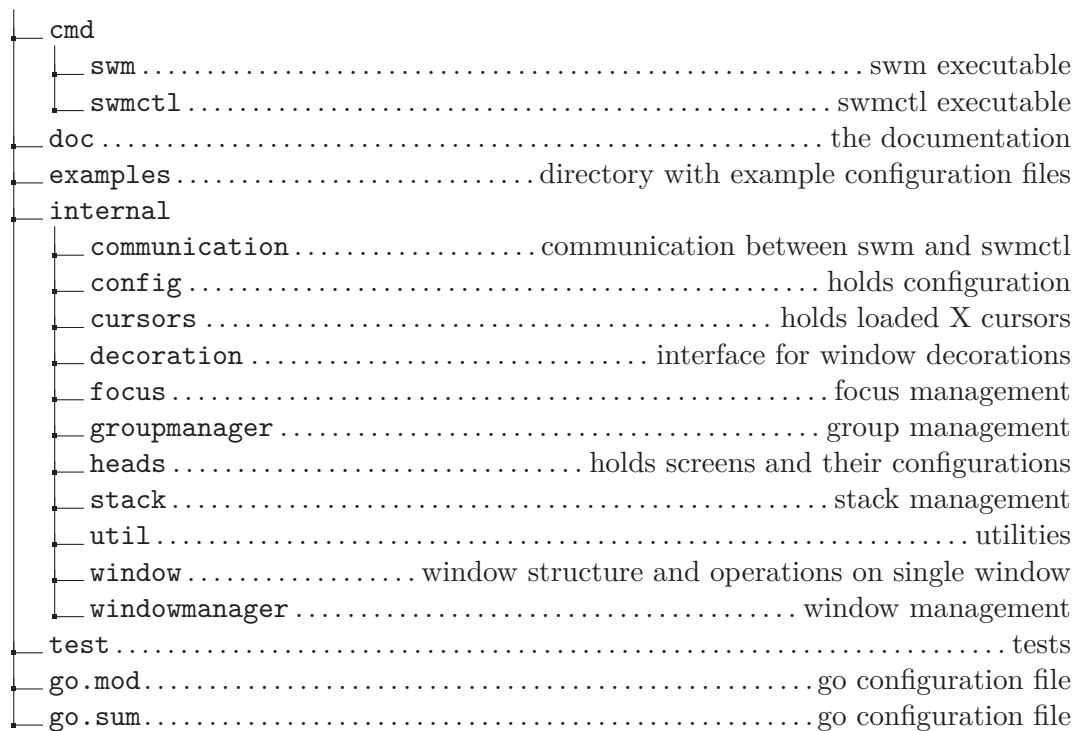 cmd
swm ........ swm executable
swmctl ........ swmctl executable
doc ........ the documentation
examples ........ directory with example configuration files
internal
communication ........ communication between swm and swmctl
config ........ holds configuration
cursors ........ holds loaded X cursors
decoration ........ interface for window decorations
focus ........ focus management
groupmanager ........ group management
heads ........ holds screens and their configurations
stack ........ stack management
util ........ utilities
window ........ window structure and operations on single window
windowmanager ........ window management
test ........ tests
go.mod ........ go configuration file
go.sum ........ go configuration file